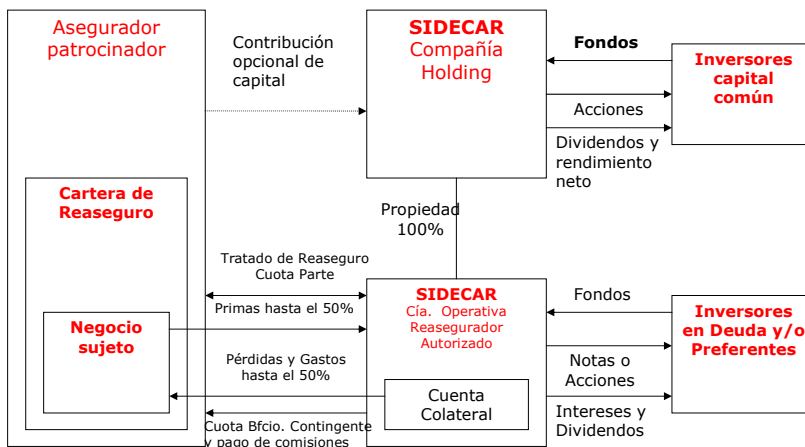 Asegurador
patrocinador
Contribución
opcional de
capital
SIDECAR
Compañía
Holding
Fondos
Inversores
capital
común
Acciones
Dividendos y
rendimiento
neto
Cartera de
Reaseguro
Propiedad
100%
Tratado de Reaseguro
Cuota Parte
Primas hasta el 50%
SIDECAR
Cía. Operativa
Reasegurador
Autorizado
Fondos
Inversores
en Deuda y/o
Preferentes
Negocio
sujeto
Pérdidas y Gastos
hasta el 50%
Notas o
Acciones
Cuenta
Colateral
Intereses y
Dividendos
Cuota Bfcio. Contingente
y pago de comisiones